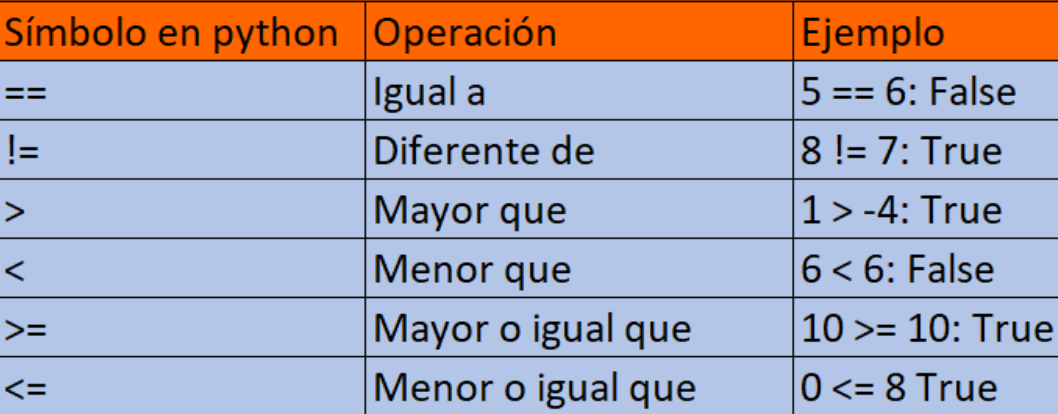 Símbolo en python Operación Ejemplo
== Igual a 5 == 6: False
!= Diferente de 8 != 7: True
> Mayor que 1 > -4: True
< Menor que 6 < 6: False
>= Mayor o igual que 10 >= 10: True
<= Menor o igual que 0 <= 8 True